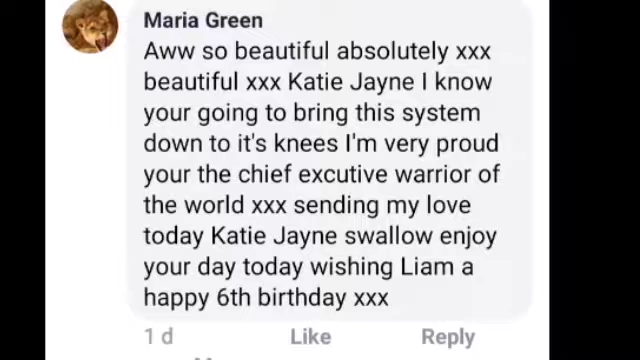 Maria Green
Aww so beautiful absolutely xxx
beautiful xxx Katie Jayne I know
your going to bring this system
down to it's knees I'm very proud
your the chief excutive warrior of
the world xxx sending my love
today Katie Jayne swallow enjoy
your day today wishing Liam a
happy 6th birthday xxx
1 d Like Reply